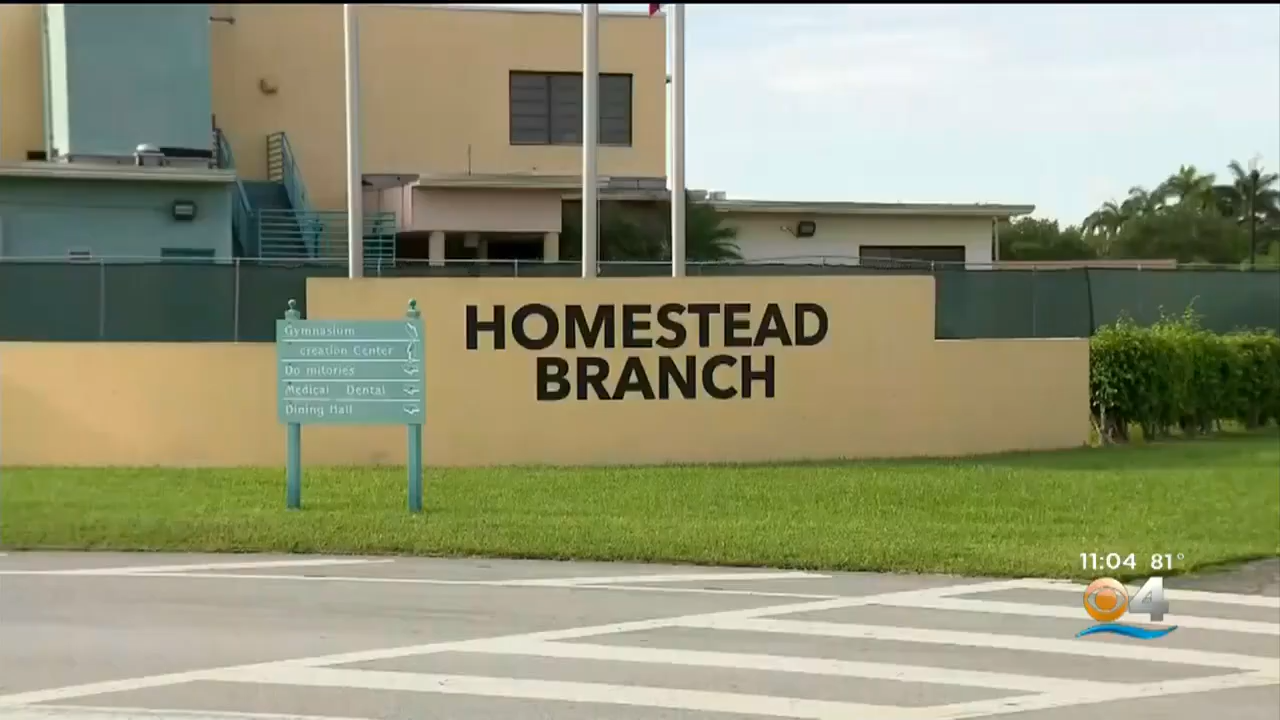 HOMESTEAD
BRANCH
Gymnasium
creation Center
Do mitories
Medical Dental
Dining Hall
11:04 81°
4